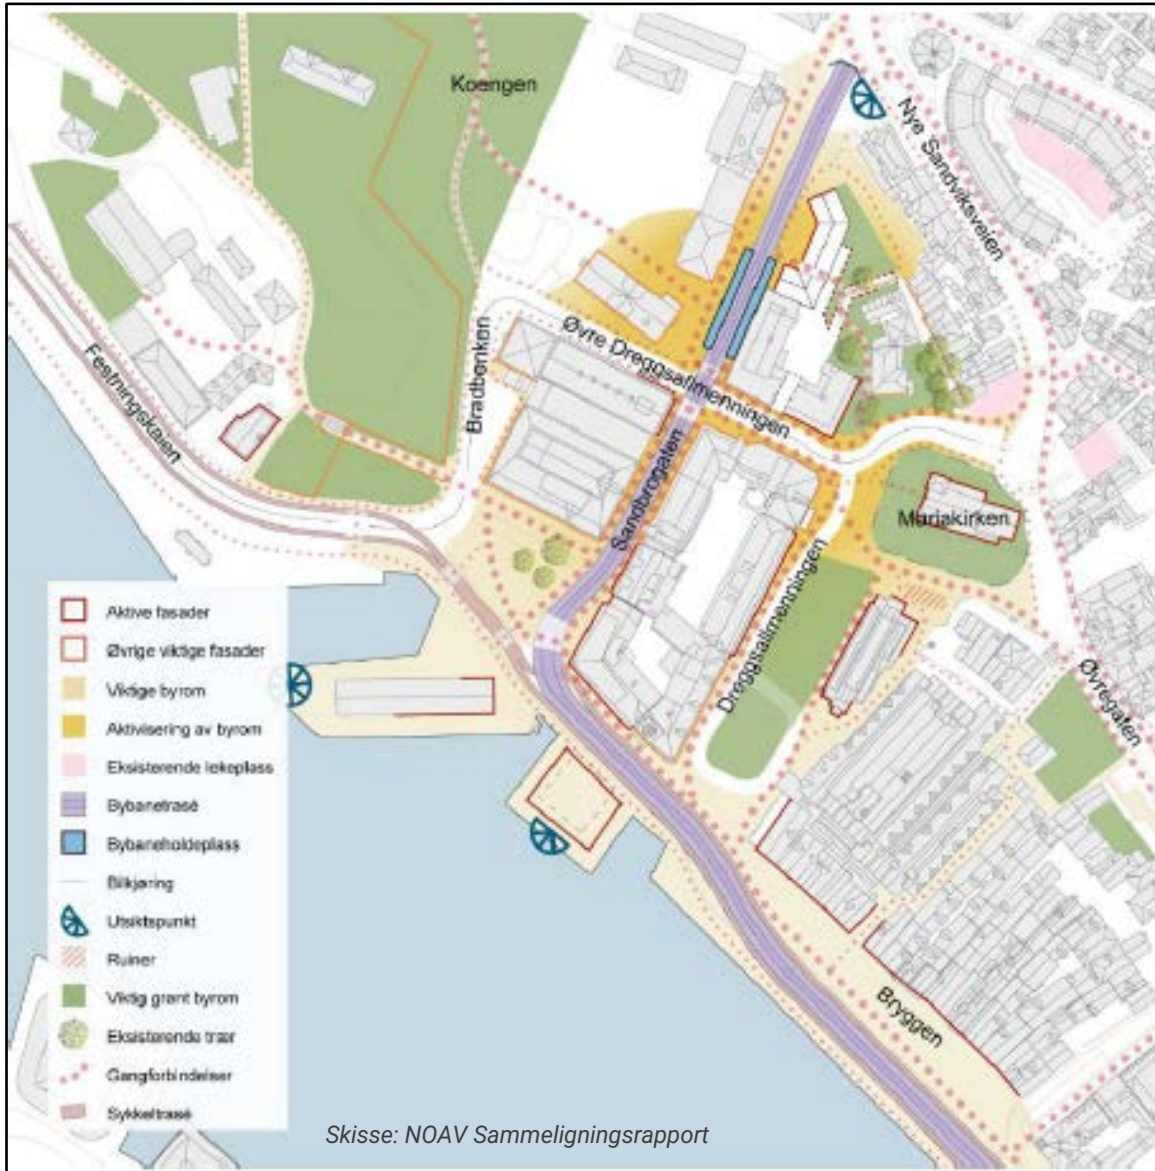 Koengen
Nye Sandviksveien
Øvre Dreggsallmenningen
Bradbenken
Festningskaien
Sandbrogaten
Mariakirken
Dreggsallmenningen
Øvregaten
Bryggen
Aktive fasader
Øvrige viktige fasader
Viktige byrom
Aktivisering av byrom
Eksisterende lekeplass
Bybanetrasé
Bybaneholdeplass
Bilkjøring
Utsiktspunkt
Ruiner
Viktig grønt byrom
Eksisterende trær
Gangforbindelser
Sykkeltrasé
Skisse: NOAV Sammeligningsrapport